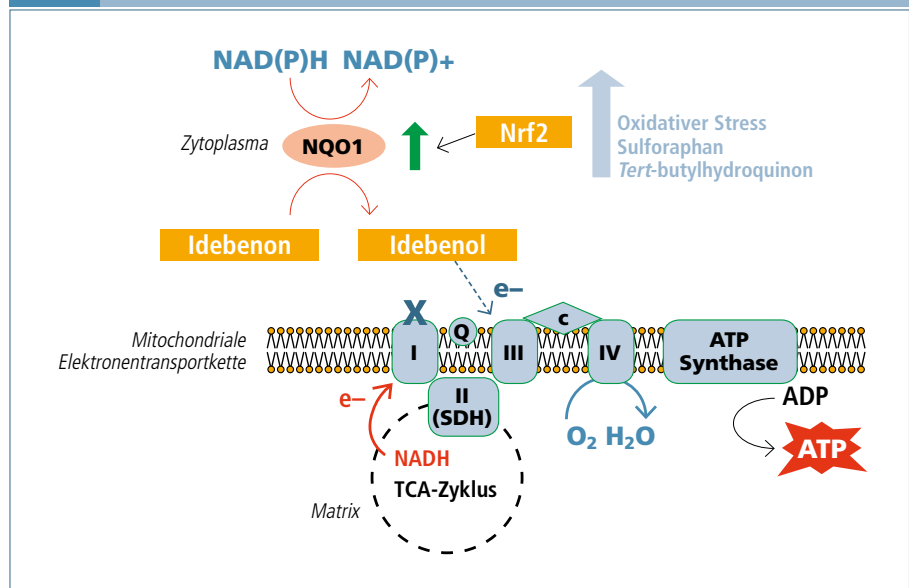 NAD(P)H NAD(P)+
Zytoplasma
NQO1
Nrf2
Oxidativer Stress
Sulforaphan
Tert-butylhydroquinon
Idebenon
Idebenol
e–
X
Mitochondriale
Elektronentransportkette
I
Q
III
c
IV
ATP
Synthase
e–
II
(SDH)
O2 H2O
ADP
ATP
NADH
TCA-Zyklus
Matrix